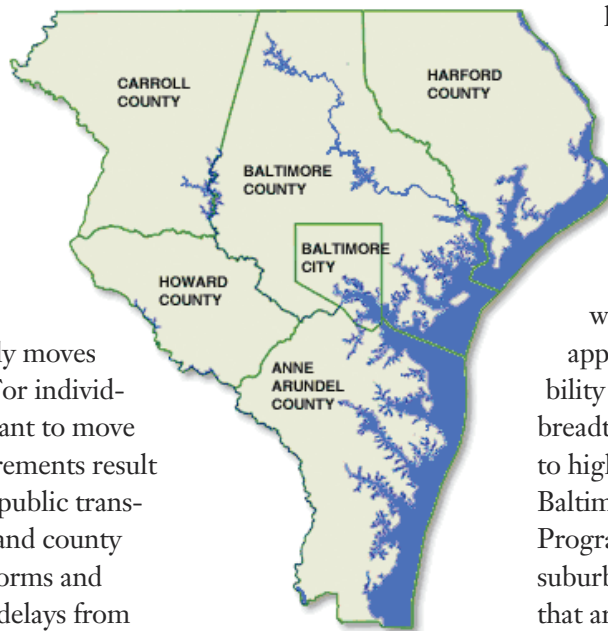 CARROLL
COUNTY
HARFORD
COUNTY
BALTIMORE
COUNTY
BALTIMORE
CITY
HOWARD
COUNTY
ANNE
ARUNDEL
COUNTY
moves
or individ-
ant to move
rements result
public trans-
and county
orms and
delays from
app
bility
breadt
to high
Baltim
Progra
suburb
that ar